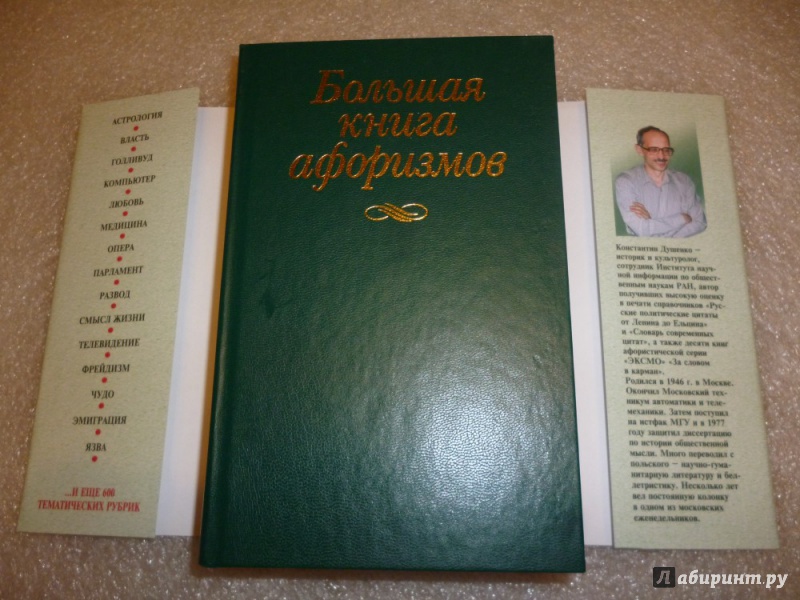 АСТРОЛОГИЯ
ВЛАСТЬ
ГОЛЛИВУД
КОМПЬЮТЕР
ЛЮБОВЬ
МЕДИЦИНА
ОПЕРА
ПАРЛАМЕНТ
РАЗВОД
СМЫСЛ ЖИЗНИ
ТЕЛЕВИДЕНИЕ
ФРЕЙДИЗМ
ЧУДО
ЭМИГРАЦИЯ
ЯЗВА
...И ЕЩЕ 600
ТЕМАТИЧЕСКИХ РУБРИК
Большая
книга
афоризмов
Константин Душенко –
историк и культуролог,
сотрудник Института науч-
ной информации по общест-
венным наукам РАН, автор
получивших высокую оценку
в печати справочников «Рус-
ские политические цитаты
от Ленина до Ельцина»
и «Словарь современных
цитат», а также десяти книг
афористической серии
«ЭКСМО» «За словом
в карман».
Родился в 1946 г. в Москве.
Окончил Московский тех-
никум автоматики и теле-
механики. Затем поступил
на истфак МГУ и в 1977
году защитил диссертацию
по истории общественной
мысли. Много переводил с
польского – научно-гума-
нитарную литературу и бел-
летристику. Несколько лет
вел постоянную колонку
в одном из московских
еженедельников.
Лабиринт.ру